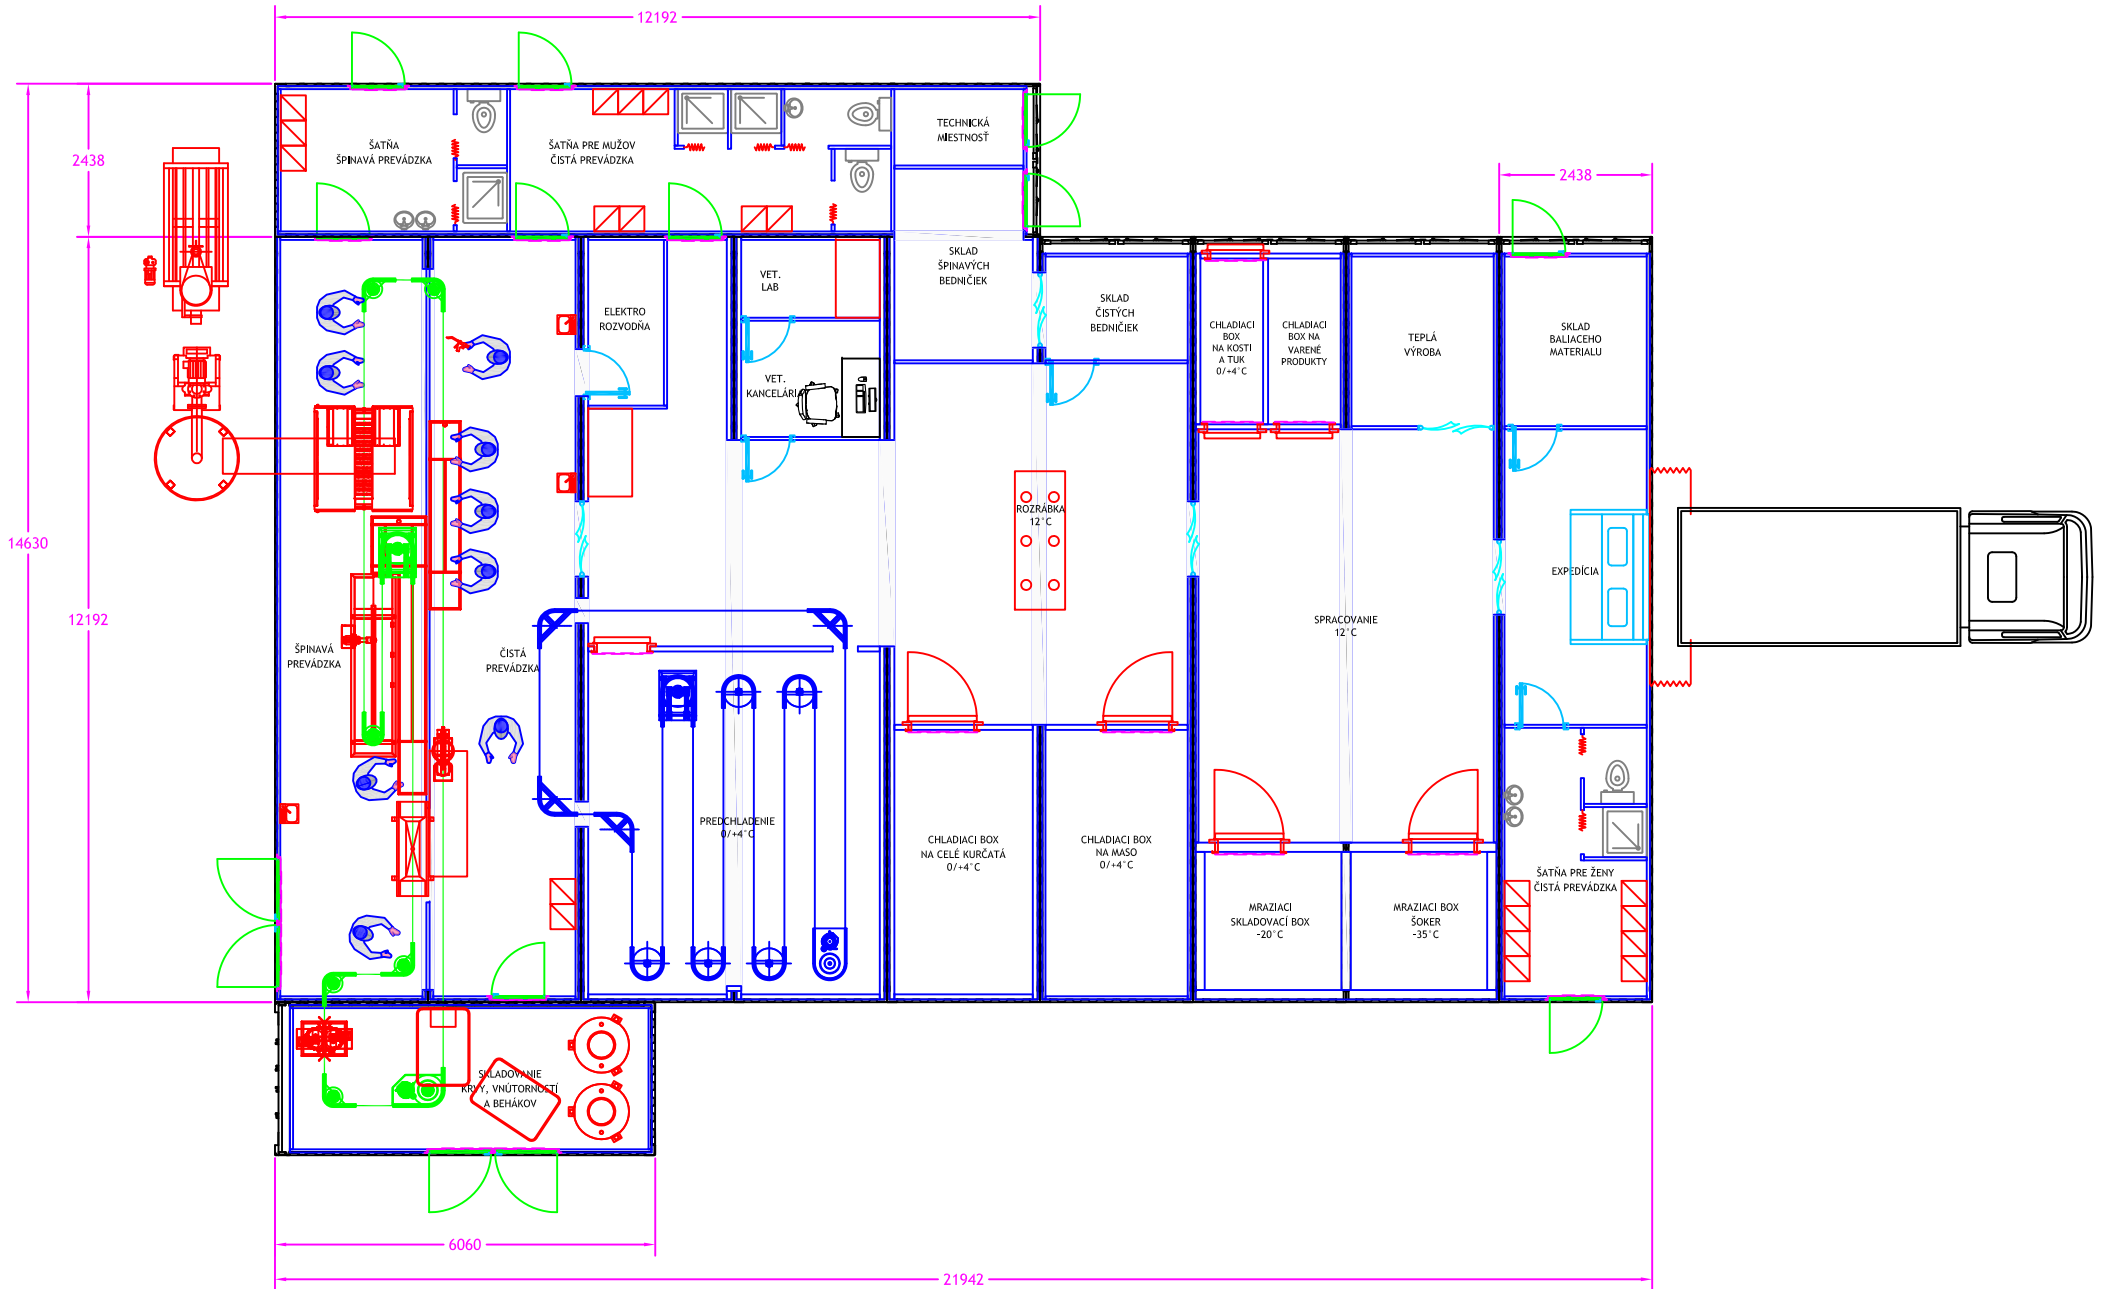 12192
2438
14630
12192
2438
ŠATŇA
ŠPINAVÁ PREVÁDZKA
ŠATŇA PRE MUŽOV
ČISTÁ PREVÁDZKA
TECHNICKÁ
MIESTNOSŤ
SKLAD
ŠPINAVÝCH
BEDNIČIEK
ELEKTRO
ROZVODŇA
VET.
LAB
VET.
KANCELÁRIA
SKLAD
ČISTÝCH
BEDNIČIEK
CHLADIACI
BOX
NA KOSTI
A TUK
0/+4°C
CHLADIACI
BOX NA
VARENÉ
PRODUKTY
TEPLÁ
VÝROBA
SKLAD
BALIACEHO
MATERIALU
ROZRÁBKA
12°C
EXPEDÍCIA
SPRACOVANIE
12°C
ŠPINAVÁ
PREVÁDZKA
ČISTÁ
PREVÁDZKA
PREDCHLADENIE
0/+4°C
CHLADIACI BOX
NA CELÉ KURČATÁ
0/+4°C
CHLADIACI BOX
NA MASO
0/+4°C
MRAZIACI
SKLADOVACÍ BOX
-20°C
MRAZIACI BOX
ŠOKER
-35°C
ŠATŇA PRE ŽENY
ČISTÁ PREVÁDZKA
SKLADOVANIE
KRVY, VNÚTORNOSTÍ
A BEHÁKOV
6060
21942